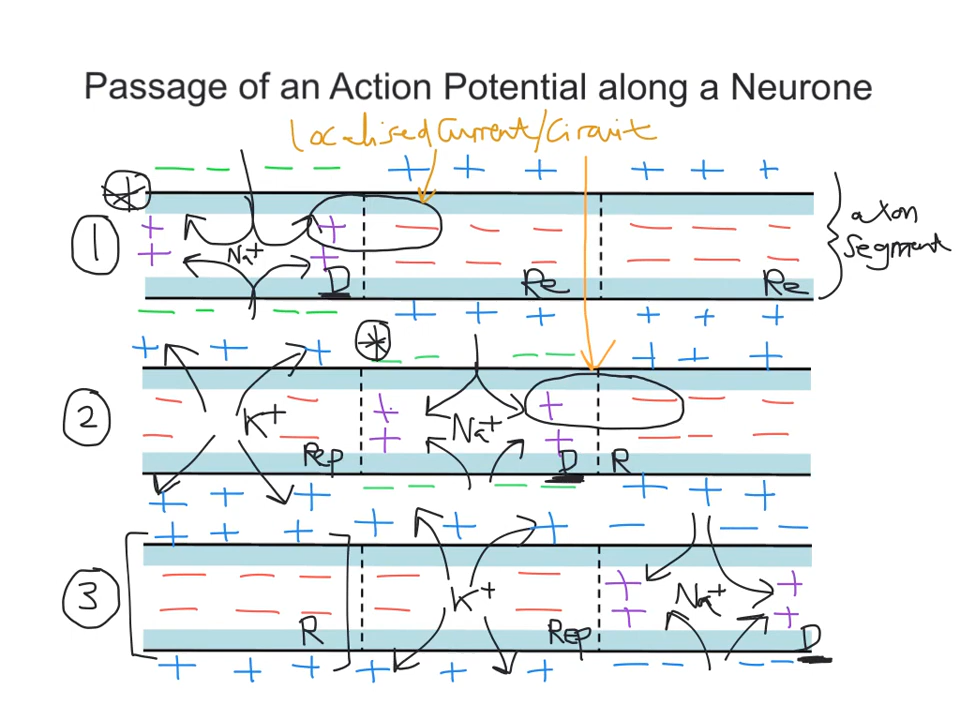 Passage of an Action Potential along a Neurone
Localised Current/Circuit
1
Na+
D
Re
Re
axon
segment
2
K+
Rep
Na+
D
R
3
R
K+
Rep
Na+
D